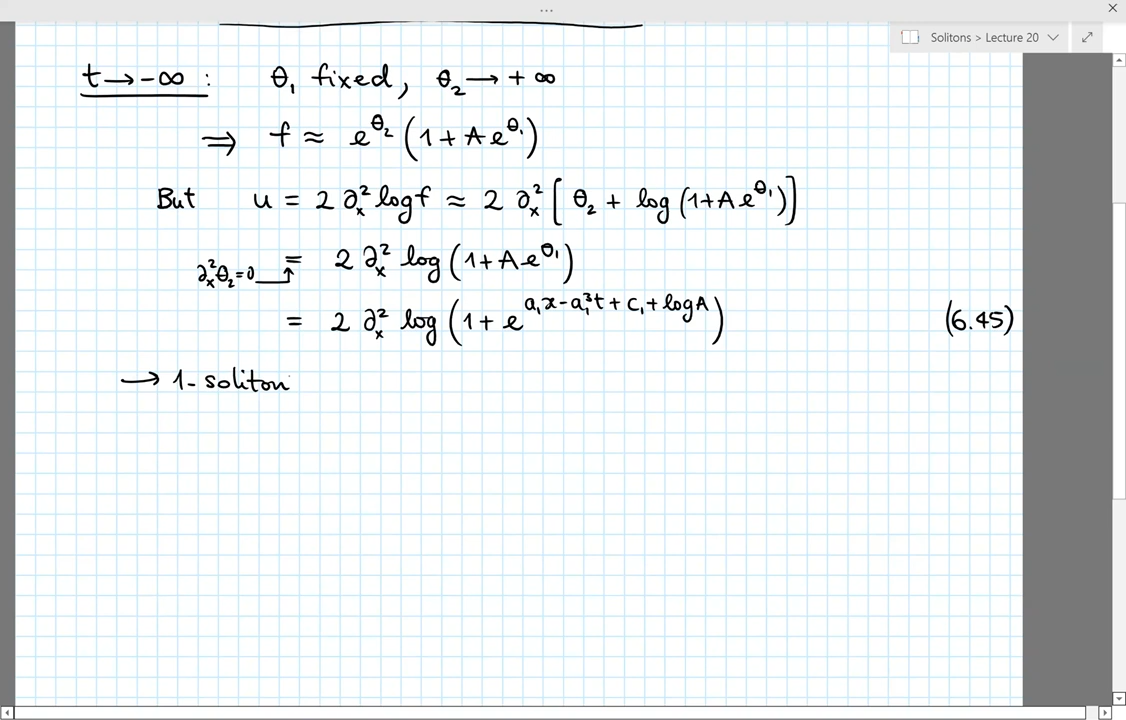 Solitons > Lecture 20
t → -∞ : θ₁ fixed, θ₂ → +∞
⟹ f ≈ e^{θ₂} (1 + A e^{θ₁})
But u = 2 ∂ₓ² log f ≈ 2 ∂ₓ² [ θ₂ + log (1 + A e^{θ₁}) ]
∂ₓ²θ₂=0 = 2 ∂ₓ² log (1 + A e^{θ₁})
= 2 ∂ₓ² log (1 + e^{a₁x - a₁³t + c₁ + log A}) (6.45)
→ 1-soliton